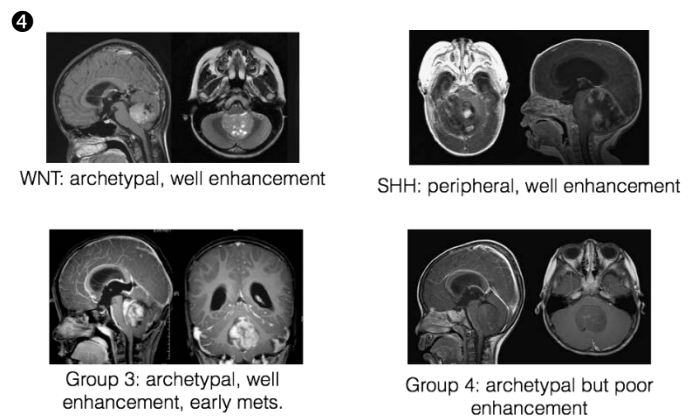 4
WNT: archetypal, well enhancement
SHH: peripheral, well enhancement
Group 3: archetypal, well
enhancement, early mets.
Group 4: archetypal but poor
enhancement